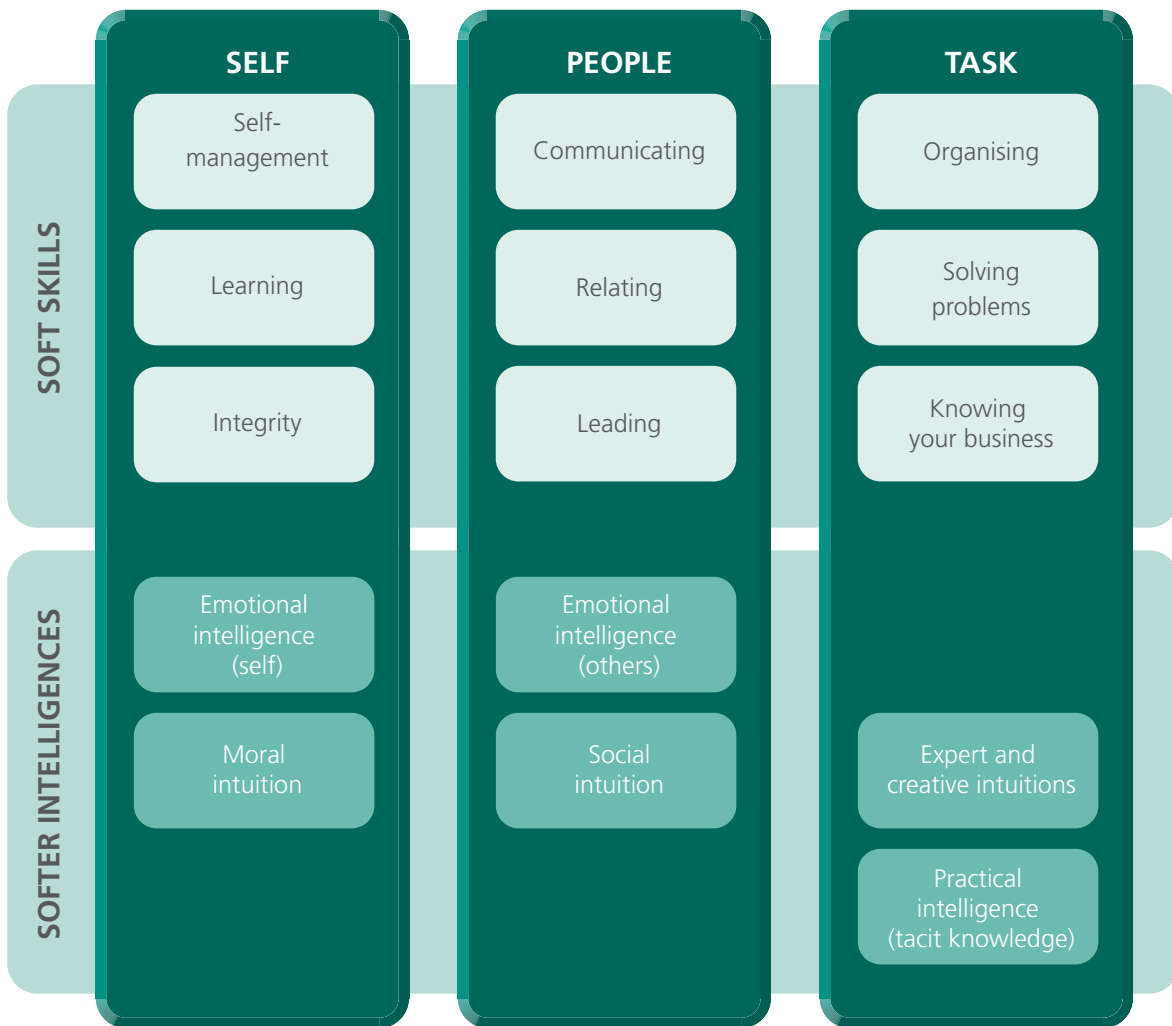 SELF
PEOPLE
TASK
SOFT SKILLS
Self-
management
Communicating
Organising
Learning
Relating
Solving
problems
Integrity
Leading
Knowing
your business
SOFTER INTELLIGENCES
Emotional
intelligence
(self)
Emotional
intelligence
(others)
Moral
intuition
Social
intuition
Expert and
creative intuitions
Practical
intelligence
(tacit knowledge)